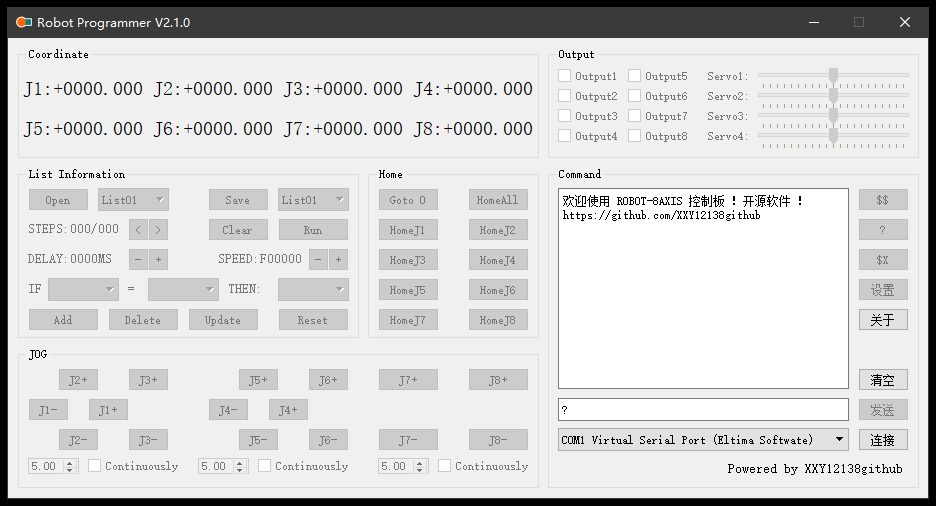 Robot Programmer V2.1.0
Coordinate
J1:+0000.000 J2:+0000.000 J3:+0000.000 J4:+0000.000
J5:+0000.000 J6:+0000.000 J7:+0000.000 J8:+0000.000
Output
Output1 Output5 Servo1:
Output2 Output6 Servo2:
Output3 Output7 Servo3:
Output4 Output8 Servo4:
List Information
Open List01 Save List01
STEPS:000/000 < > Clear Run
DELAY:0000MS - + SPEED:F00000 - +
IF = THEN:
Add Delete Update Reset
Home
Goto 0 HomeAll
HomeJ1 HomeJ2
HomeJ3 HomeJ4
HomeJ5 HomeJ6
HomeJ7 HomeJ8
JOG
J2+ J3+ J5+ J6+ J7+ J8+
J1- J1+ J4- J4+
J2- J3- J5- J6- J7- J8-
5.00 Continuously 5.00 Continuously 5.00 Continuously
Command
欢迎使用 ROBOT-8AXIS 控制板 ! 开源软件 !
https://github.com/XXY12138github
$$
?
$X
设置
关于
清空
? 发送
COM1 Virtual Serial Port (Eltima Softwate) 连接
Powered by XXY12138github